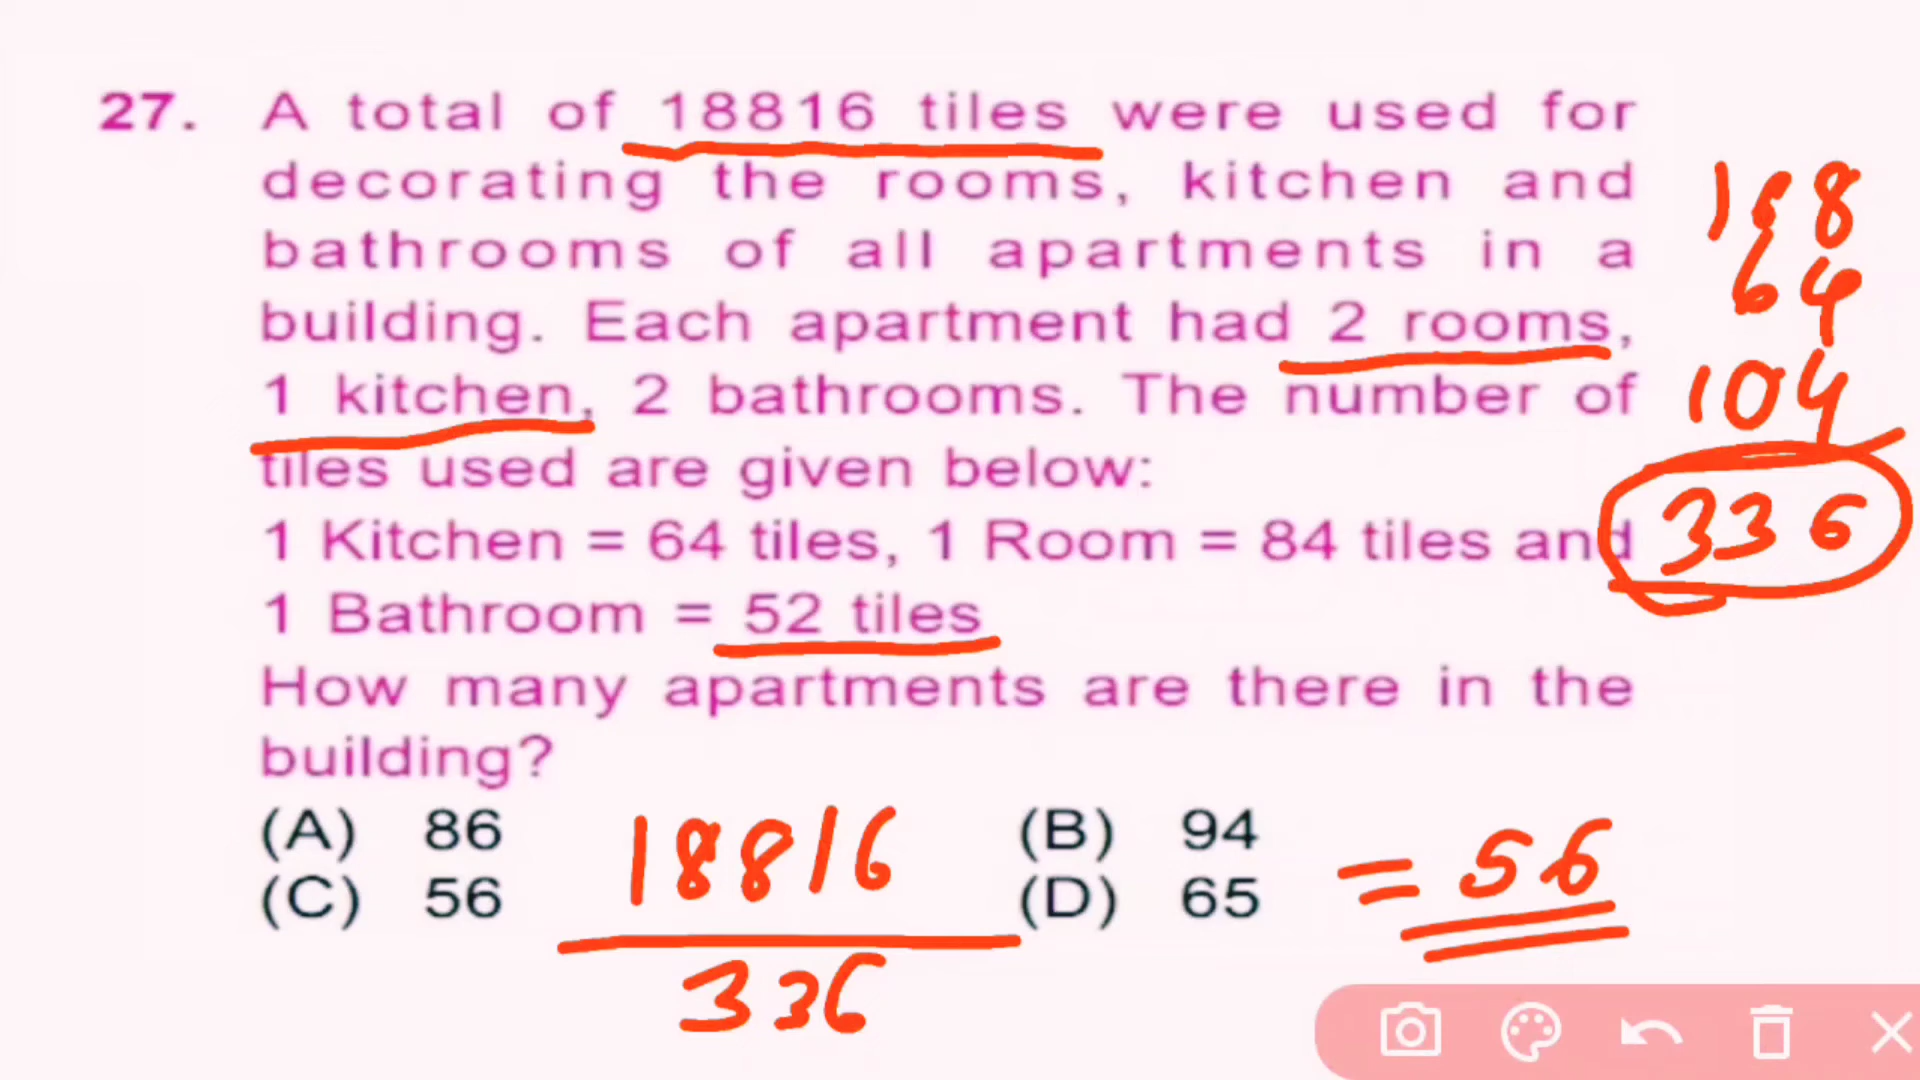 27. A total of 18816 tiles were used for
decorating the rooms, kitchen and
bathrooms of all apartments in a
building. Each apartment had 2 rooms,
1 kitchen, 2 bathrooms. The number of
tiles used are given below:
1 Kitchen = 64 tiles, 1 Room = 84 tiles and
1 Bathroom = 52 tiles
How many apartments are there in the
building?
(A) 86 (B) 94
(C) 56 (D) 65
168
64
104
336
18816
336
= 56